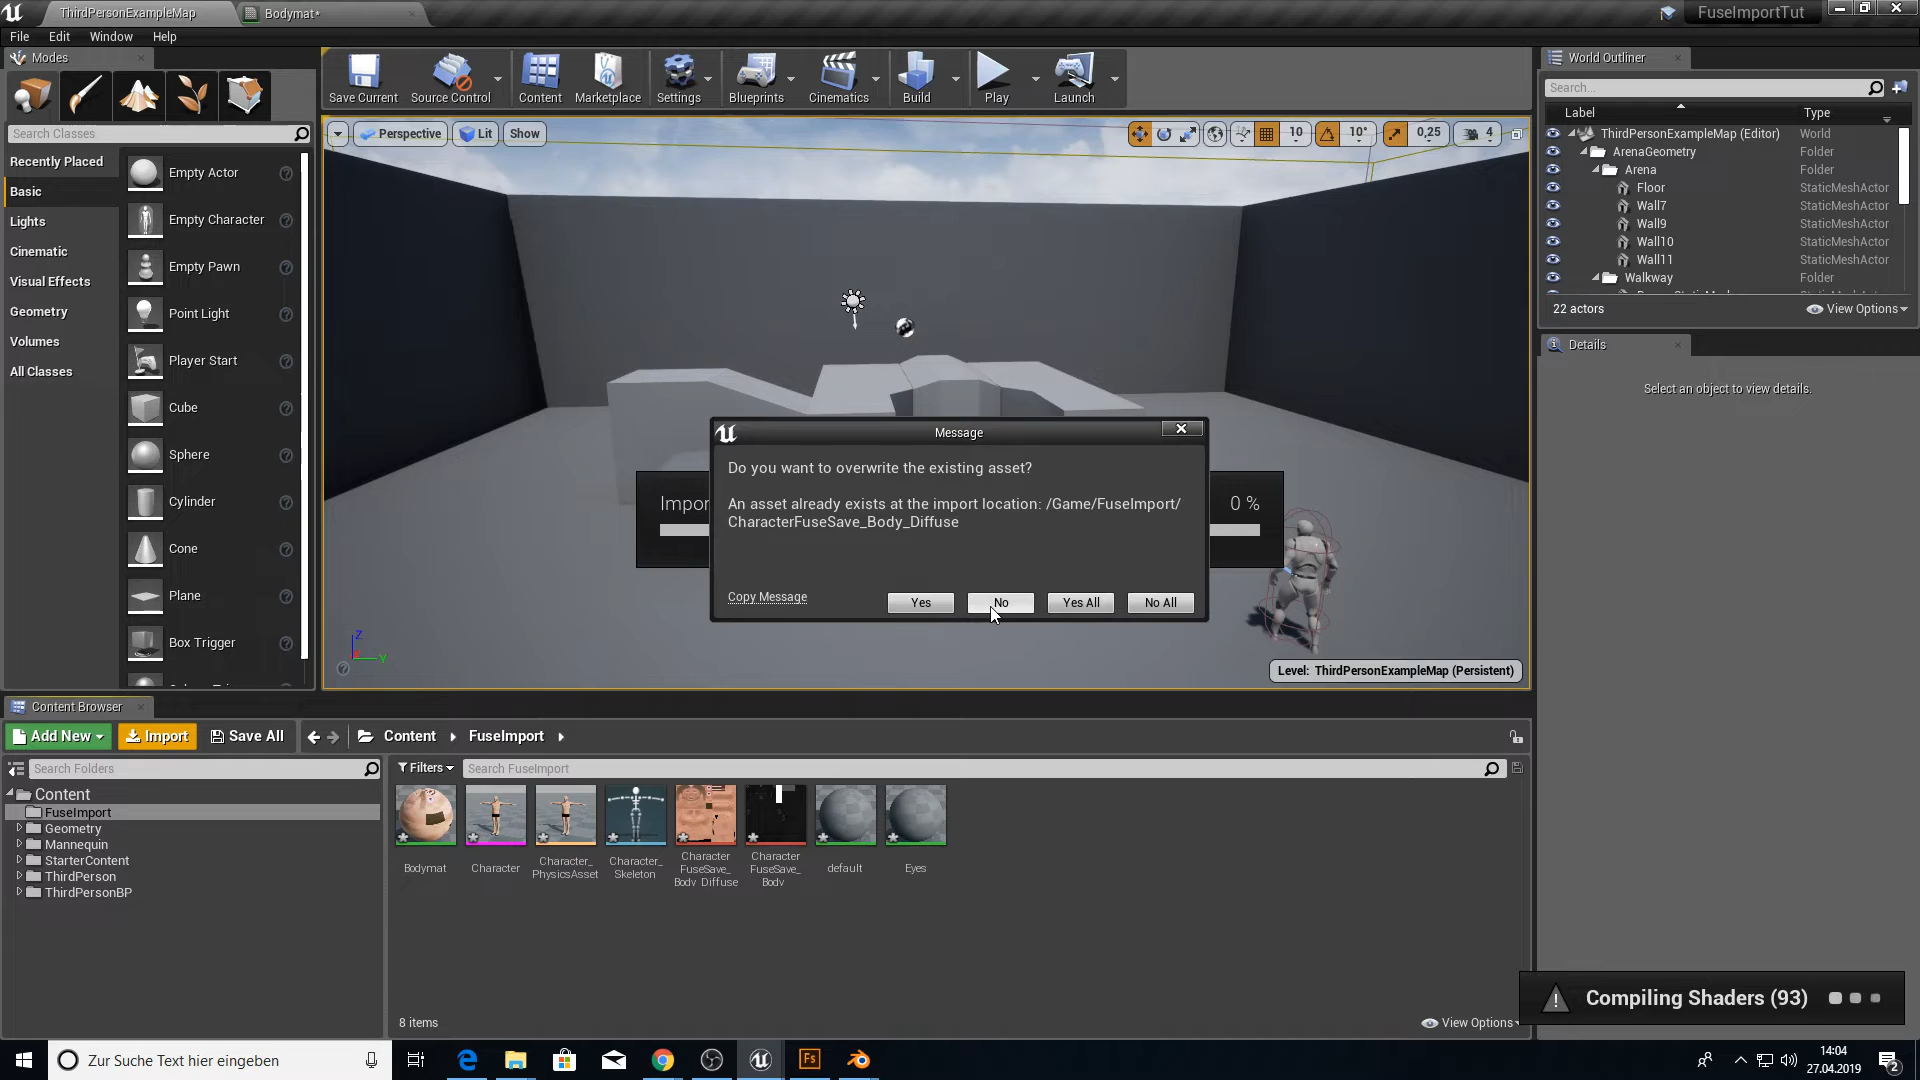 ThirdPersonExampleMap
Bodymat*
FuseImportTut
File
Edit
Window
Help
Modes
Search Classes
Recently Placed
Basic
Lights
Cinematic
Visual Effects
Geometry
Volumes
All Classes
Empty Actor
Empty Character
Empty Pawn
Point Light
Player Start
Cube
Sphere
Cylinder
Cone
Plane
Box Trigger
Save Current
Source Control
Content
Marketplace
Settings
Blueprints
Cinematics
Build
Play
Launch
Perspective
Lit
Show
10
10°
0,25
4
World Outliner
Search...
Label
Type
ThirdPersonExampleMap (Editor)
World
ArenaGeometry
Folder
Arena
Folder
Floor
StaticMeshActor
Wall7
StaticMeshActor
Wall9
StaticMeshActor
Wall10
StaticMeshActor
Wall11
StaticMeshActor
Walkway
Folder
22 actors
View Options
Details
Select an object to view details.
Impor
0 %
Message
Do you want to overwrite the existing asset?
An asset already exists at the import location: /Game/FuseImport/
CharacterFuseSave_Body_Diffuse
Copy Message
Yes
No
Yes All
No All
Z
Y
Level: ThirdPersonExampleMap (Persistent)
Content Browser
Add New
Import
Save All
Content
FuseImport
Search Folders
Filters
Search FuseImport
Content
FuseImport
Geometry
Mannequin
StarterContent
ThirdPerson
ThirdPersonBP
Bodymat
Character
Character_
PhysicsAsset
Character_
Skeleton
Character
FuseSave_
Body_Diffuse
Character
FuseSave_
Body
default
Eyes
8 items
View Options
Compiling Shaders (93)
Zur Suche Text hier eingeben
Fs
14:04
27.04.2019
2